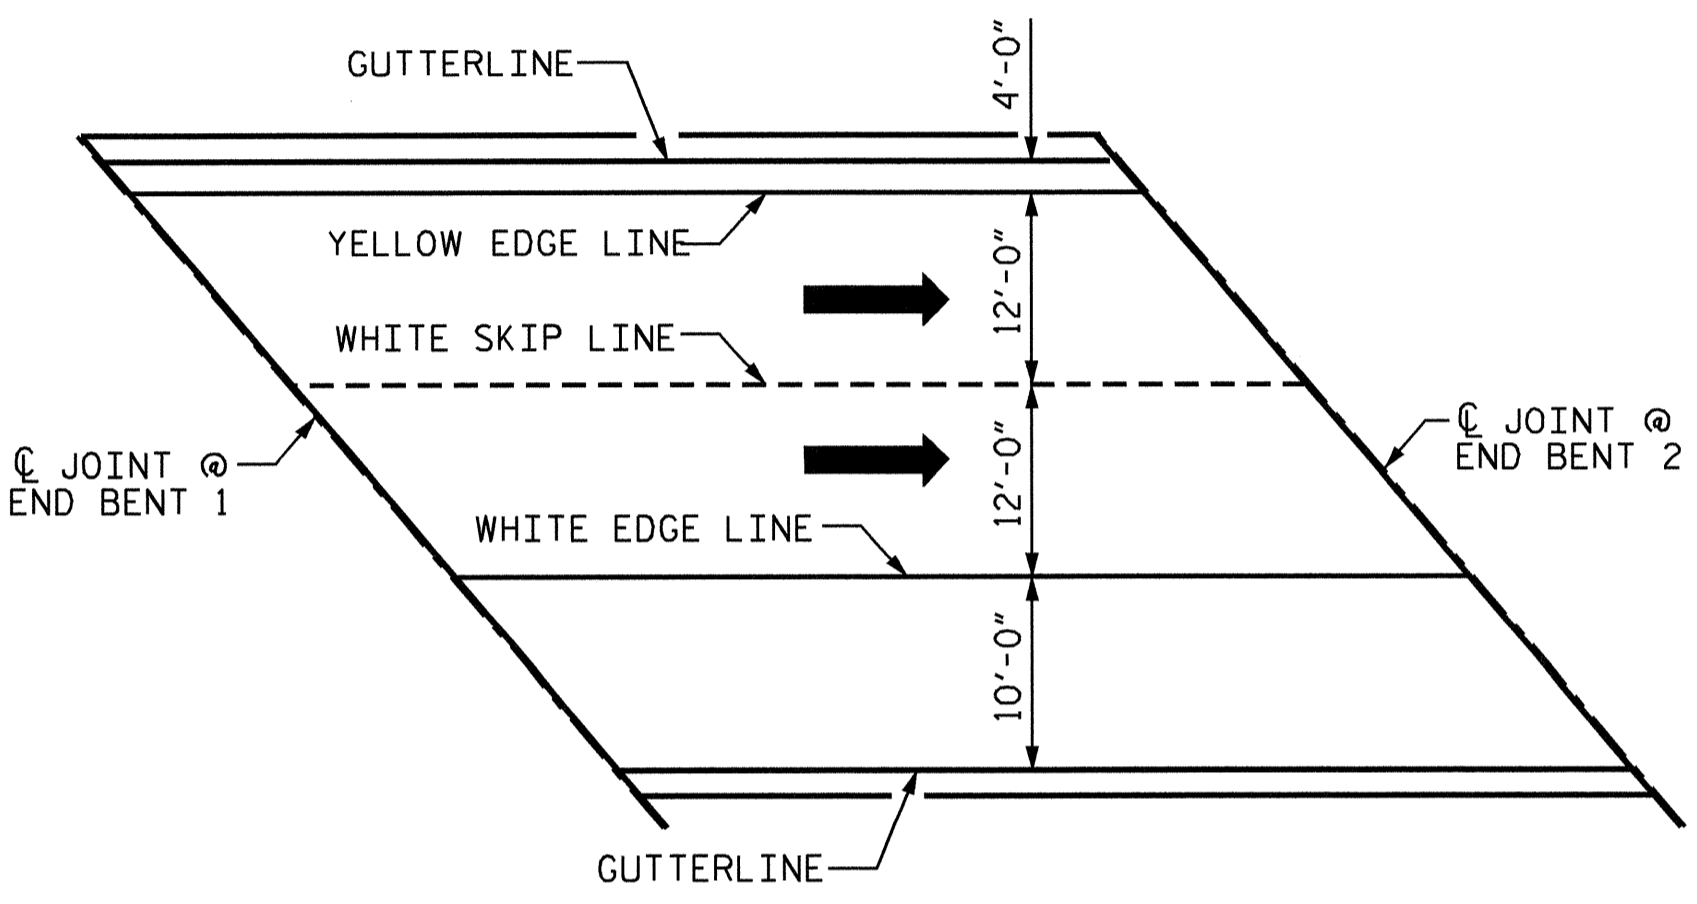 GUTTERLINE
4'-0"
YELLOW EDGE LINE
12'-0"
WHITE SKIP LINE
℄ JOINT @
END BENT 1
℄ JOINT @
END BENT 2
12'-0"
WHITE EDGE LINE
10'-0"
GUTTERLINE